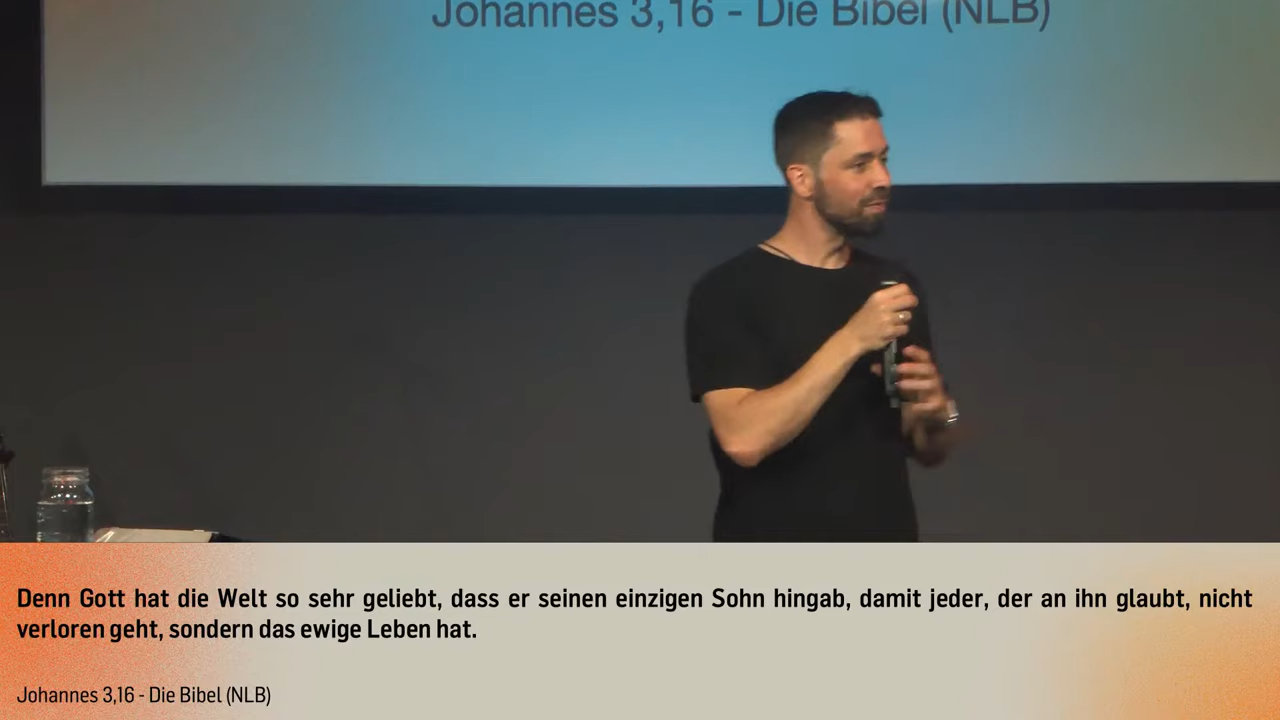 Johannes 3,16 - Die Bibel (NLB)
Denn Gott hat die Welt so sehr geliebt, dass er seinen einzigen Sohn hingab, damit jeder, der an ihn glaubt, nicht
verloren geht, sondern das ewige Leben hat.
Johannes 3,16 - Die Bibel (NLB)